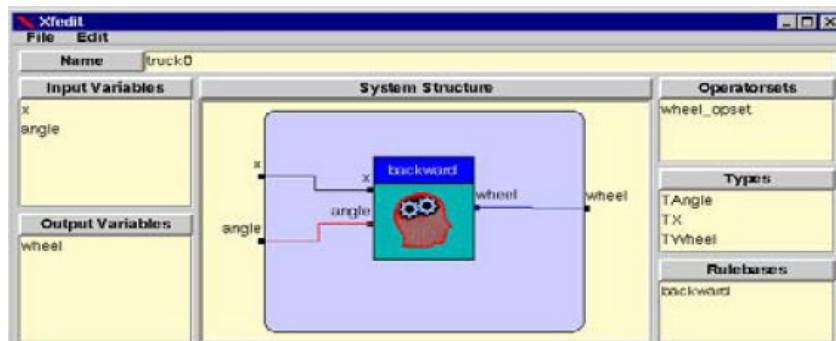 Xfedit
File Edit
Name truck0
Input Variables
x
angle
Output Variables
wheel
System Structure
x
angle
x
angle
backward
wheel
wheel
Operatorsets
wheel_opset
Types
TAngle
TX
TWheel
Rulebases
backward